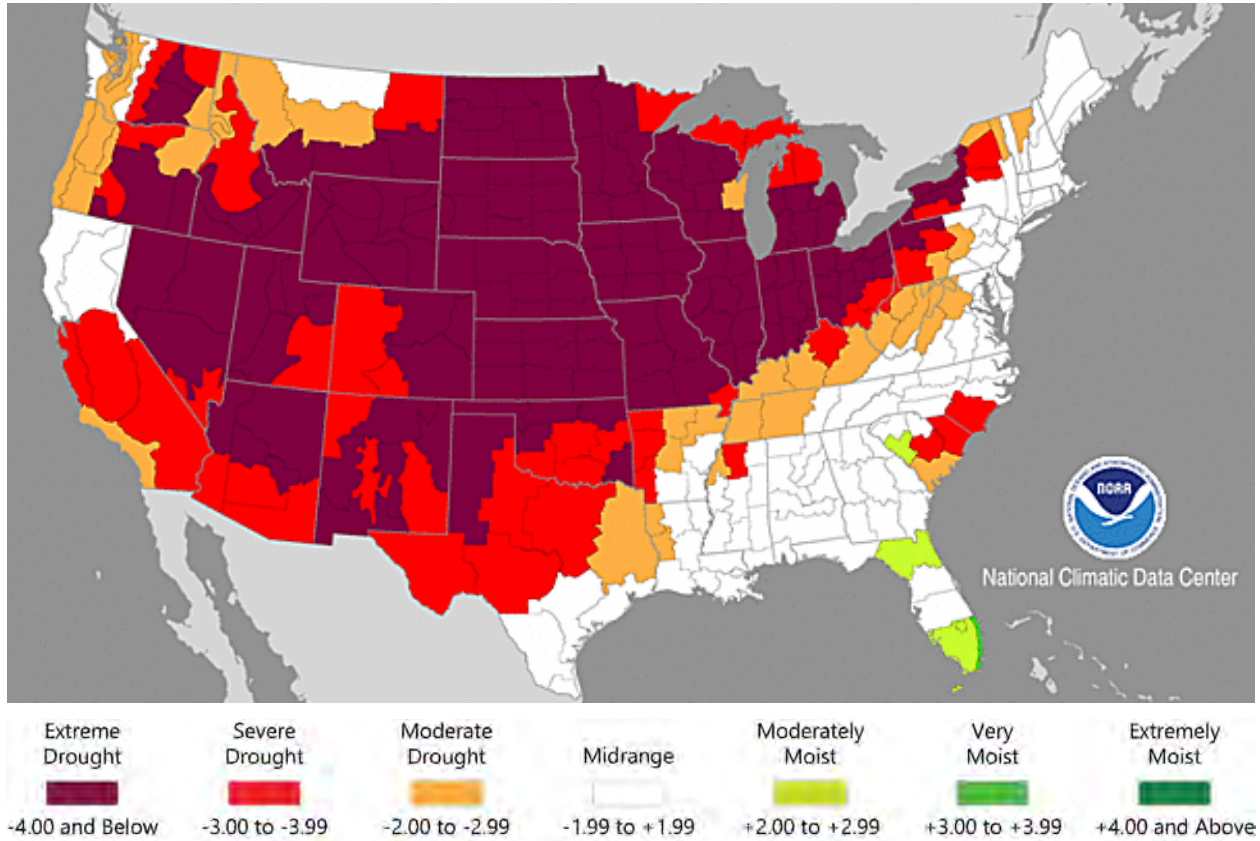 NOAA
National Climatic Data Center
Extreme Drought
Severe Drought
Moderate Drought
Midrange
Moderately Moist
Very Moist
Extremely Moist
-4.00 and Below
-3.00 to -3.99
-2.00 to -2.99
-1.99 to +1.99
+2.00 to +2.99
+3.00 to +3.99
+4.00 and Above